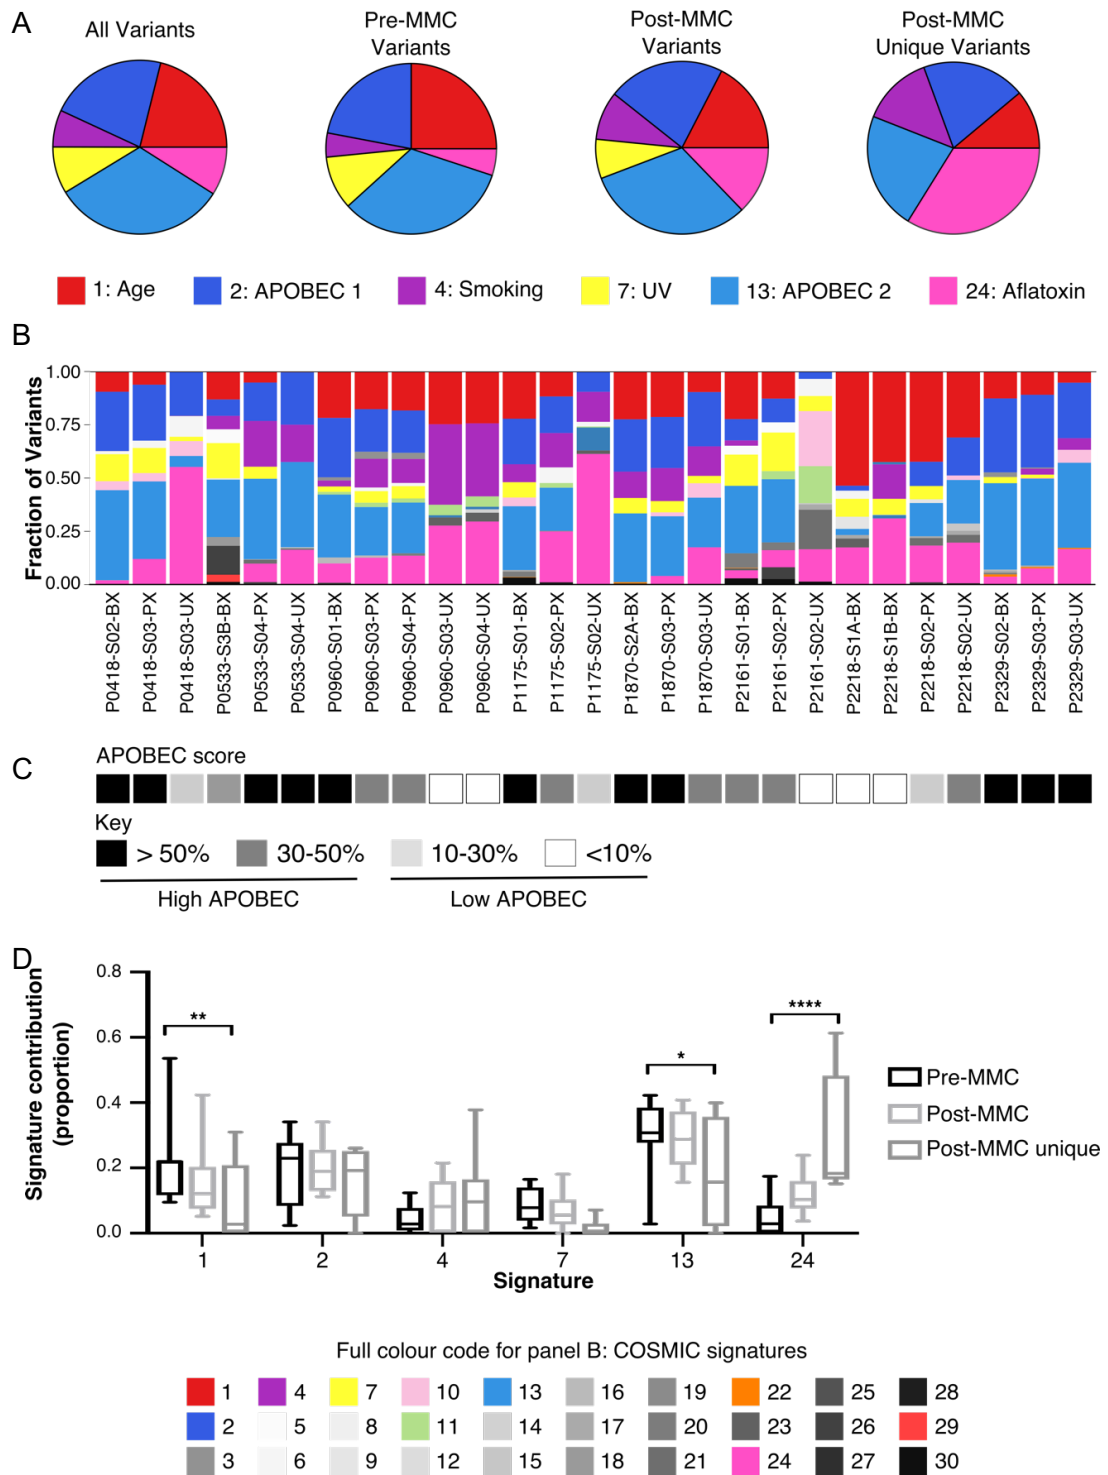 A
All Variants
Pre-MMC
Variants
Post-MMC
Variants
Post-MMC
Unique Variants
1: Age
2: APOBEC 1
4: Smoking
7: UV
13: APOBEC 2
24: Aflatoxin
B
Fraction of Variants
1.00
0.75
0.50
0.25
0.00
P0418-S02-BX
P0418-S03-PX
P0418-S03-UX
P0533-S3B-BX
P0533-S04-PX
P0533-S04-UX
P0960-S01-BX
P0960-S03-PX
P0960-S04-PX
P0960-S03-UX
P0960-S04-UX
P1175-S01-BX
P1175-S02-PX
P1175-S02-UX
P1870-S2A-BX
P1870-S03-PX
P1870-S03-UX
P2161-S01-BX
P2161-S02-PX
P2161-S02-UX
P2218-S1A-BX
P2218-S1B-BX
P2218-S02-PX
P2218-S02-UX
P2329-S02-BX
P2329-S03-PX
P2329-S03-UX
C
APOBEC score
Key
> 50%
30-50%
10-30%
<10%
High APOBEC
Low APOBEC
D
Signature contribution
(proportion)
0.8
0.6
0.4
0.2
0.0
**
*
****
1
2
4
7
13
24
Signature
Pre-MMC
Post-MMC
Post-MMC unique
Full colour code for panel B: COSMIC signatures
1 4 7 10 13 16 19 22 25 28
2 5 8 11 14 17 20 23 26 29
3 6 9 12 15 18 21 24 27 30